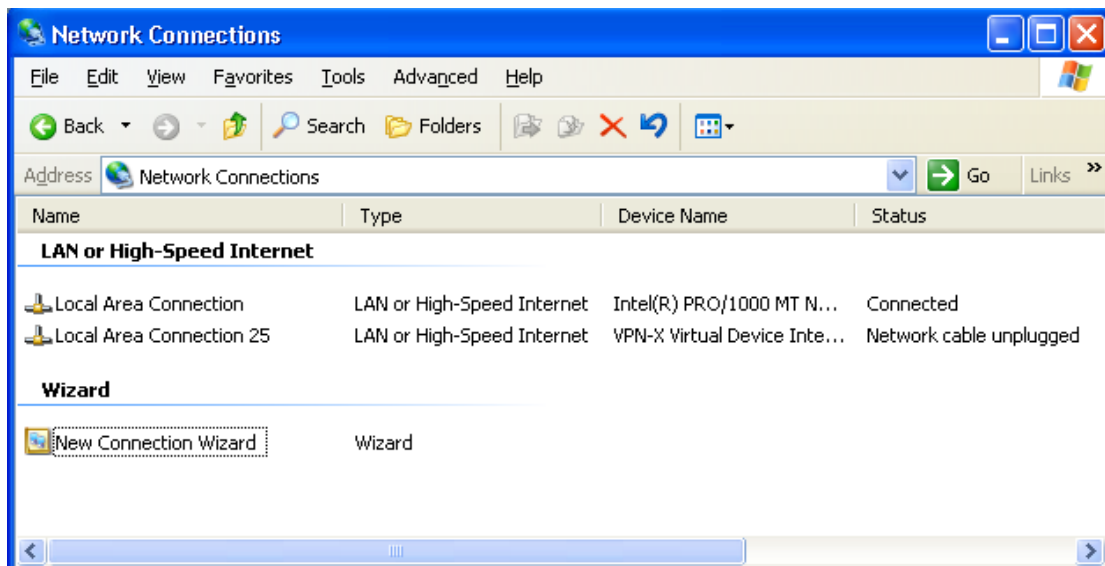 Network Connections
File Edit View Favorites Tools Advanced Help
Back Search Folders
Address Network Connections Go Links »
Name Type Device Name Status
LAN or High-Speed Internet
Local Area Connection LAN or High-Speed Internet Intel(R) PRO/1000 MT N... Connected
Local Area Connection 25 LAN or High-Speed Internet VPN-X Virtual Device Inte... Network cable unplugged
Wizard
New Connection Wizard Wizard